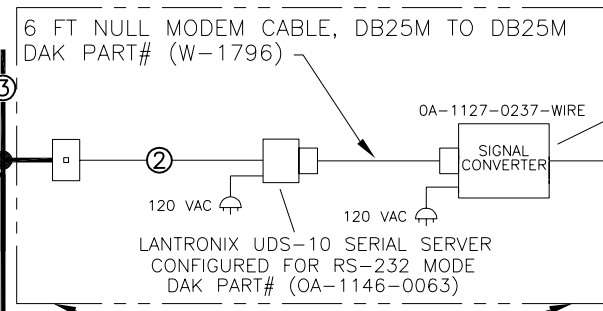 6 FT NULL MODEM CABLE, DB25M TO DB25M
DAK PART# (W-1796)
3
0A-1127-0237-WIRE
2
SIGNAL
CONVERTER
120 VAC
120 VAC
LANTRONIX UDS-10 SERIAL SERVER
CONFIGURED FOR RS-232 MODE
DAK PART# (0A-1146-0063)